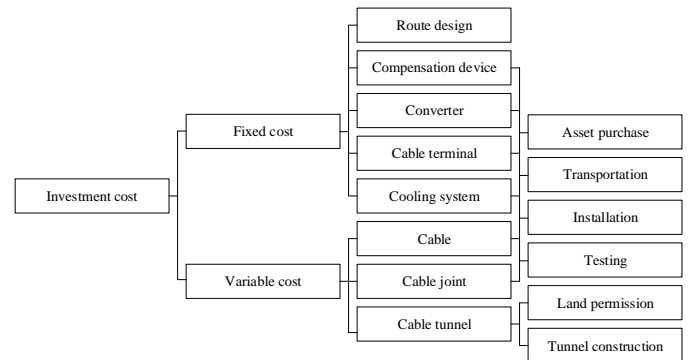 Route design
Compensation device
Converter
Cable terminal
Cooling system
Cable
Cable joint
Cable tunnel
Fixed cost
Variable cost
Investment cost
Asset purchase
Transportation
Installation
Testing
Land permission
Tunnel construction